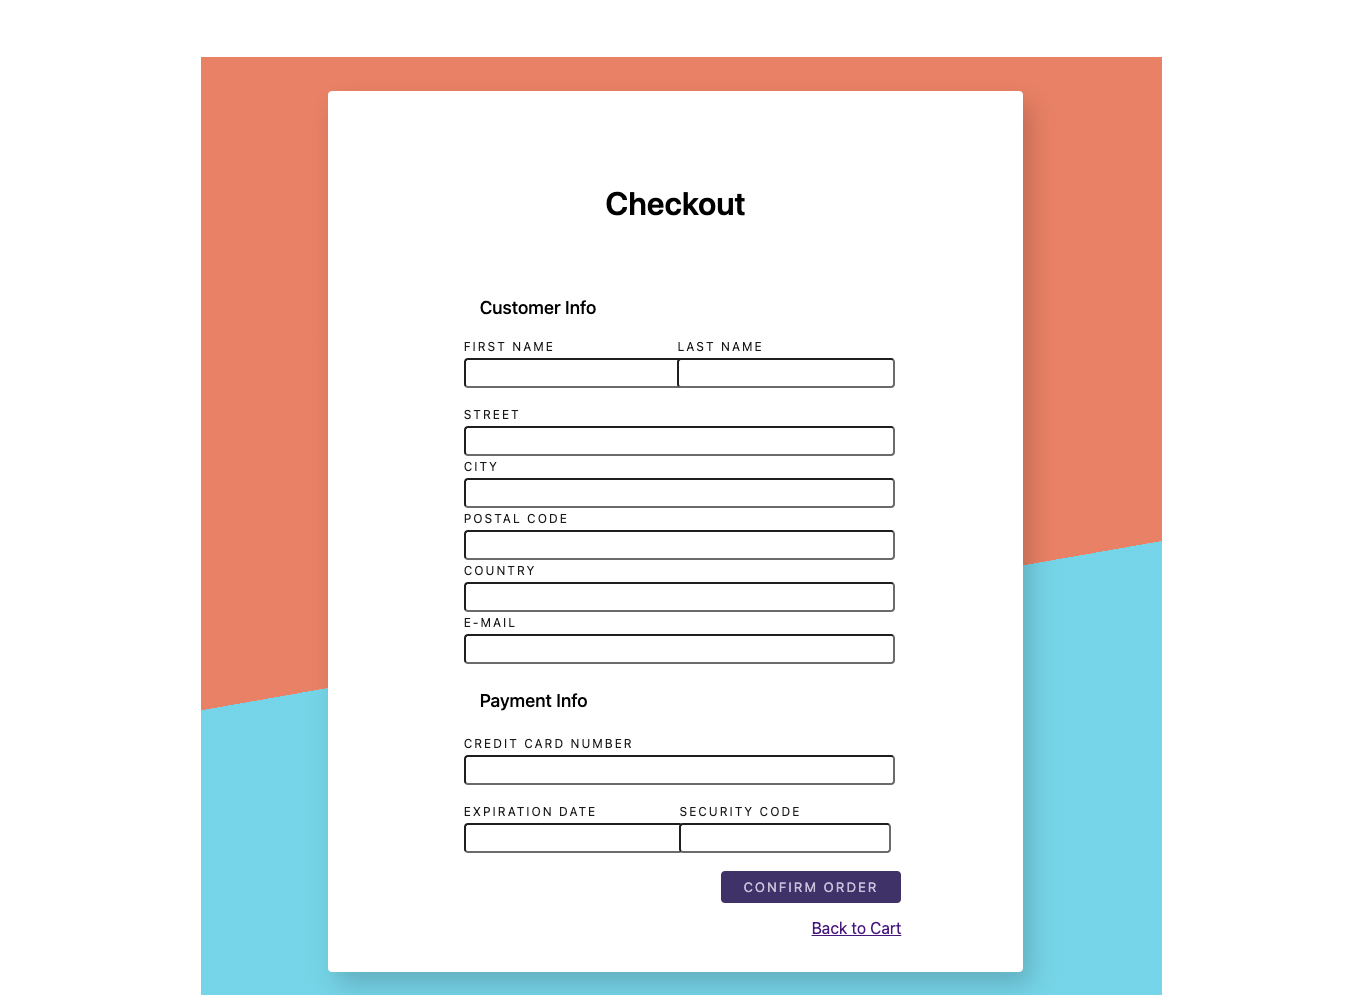 Checkout
Customer Info
FIRST NAME LAST NAME
STREET
CITY
POSTAL CODE
COUNTRY
E-MAIL
Payment Info
CREDIT CARD NUMBER
EXPIRATION DATE SECURITY CODE
CONFIRM ORDER
Back to Cart